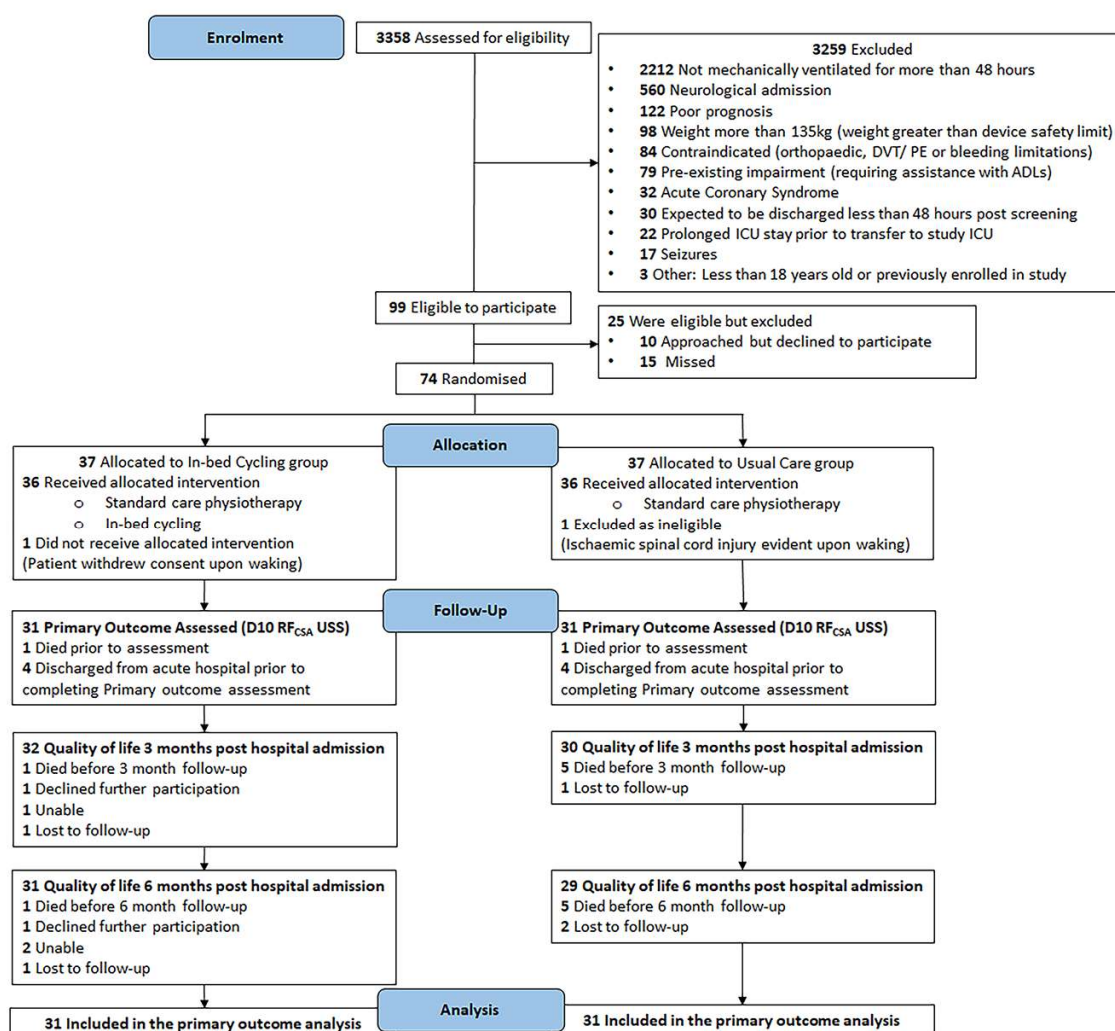 Enrolment
3358 Assessed for eligibility
3259 Excluded
• 2212 Not mechanically ventilated for more than 48 hours
• 560 Neurological admission
• 122 Poor prognosis
• 98 Weight more than 135kg (weight greater than device safety limit)
• 84 Contraindicated (orthopaedic, DVT/ PE or bleeding limitations)
• 79 Pre-existing impairment (requiring assistance with ADLs)
• 32 Acute Coronary Syndrome
• 30 Expected to be discharged less than 48 hours post screening
• 22 Prolonged ICU stay prior to transfer to study ICU
• 17 Seizures
• 3 Other: Less than 18 years old or previously enrolled in study
99 Eligible to participate
25 Were eligible but excluded
• 10 Approached but declined to participate
• 15 Missed
74 Randomised
Allocation
37 Allocated to In-bed Cycling group
36 Received allocated intervention
o Standard care physiotherapy
o In-bed cycling
1 Did not receive allocated intervention
(Patient withdrew consent upon waking)
37 Allocated to Usual Care group
36 Received allocated intervention
o Standard care physiotherapy
1 Excluded as ineligible
(Ischaemic spinal cord injury evident upon waking)
Follow-Up
31 Primary Outcome Assessed (D10 RFCSA USS)
1 Died prior to assessment
4 Discharged from acute hospital prior to
completing Primary outcome assessment
31 Primary Outcome Assessed (D10 RFCSA USS)
1 Died prior to assessment
4 Discharged from acute hospital prior to
completing Primary outcome assessment
32 Quality of life 3 months post hospital admission
1 Died before 3 month follow-up
1 Declined further participation
1 Unable
1 Lost to follow-up
30 Quality of life 3 months post hospital admission
5 Died before 3 month follow-up
1 Lost to follow-up
31 Quality of life 6 months post hospital admission
1 Died before 6 month follow-up
1 Declined further participation
2 Unable
1 Lost to follow-up
29 Quality of life 6 months post hospital admission
5 Died before 6 month follow-up
2 Lost to follow-up
Analysis
31 Included in the primary outcome analysis
31 Included in the primary outcome analysis